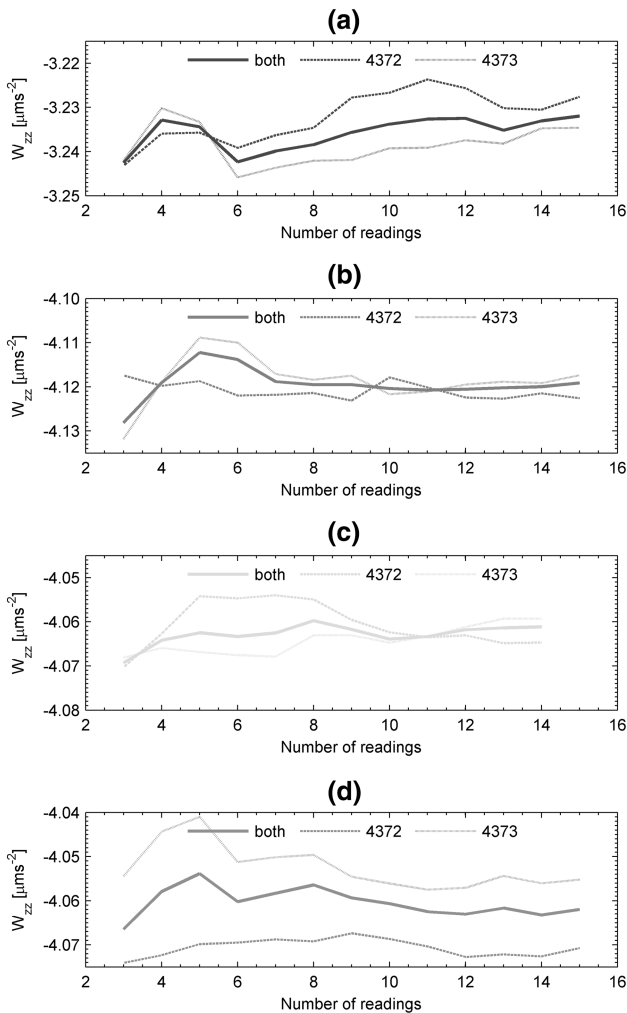 (a)
both 4372 4373
W_zz [μms^-2]
-3.22
-3.23
-3.24
-3.25
2 4 6 8 10 12 14 16
Number of readings
(b)
both 4372 4373
W_zz [μms^-2]
-4.10
-4.11
-4.12
-4.13
2 4 6 8 10 12 14 16
Number of readings
(c)
both 4372 4373
W_zz [μms^-2]
-4.05
-4.06
-4.07
-4.08
2 4 6 8 10 12 14 16
Number of readings
(d)
both 4372 4373
W_zz [μms^-2]
-4.04
-4.05
-4.06
-4.07
2 4 6 8 10 12 14 16
Number of readings